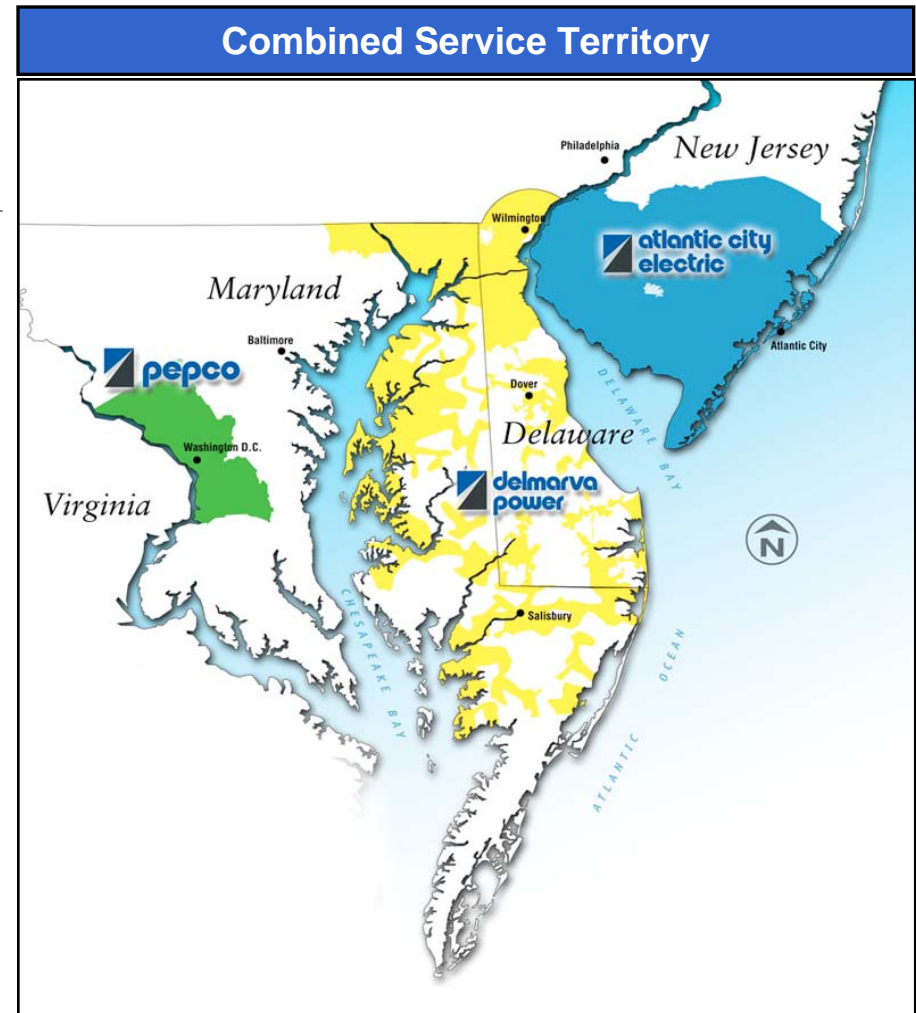 Combined Service Territory
Philadelphia
New Jersey
Wilmington
atlantic city
electric
Maryland
Baltimore
Atlantic City
pepco
DELAWARE BAY
Dover
Delaware
Washington D.C.
delmarva
power
Virginia
N
CHESAPEAKE BAY
Salisbury
ATLANTIC OCEAN